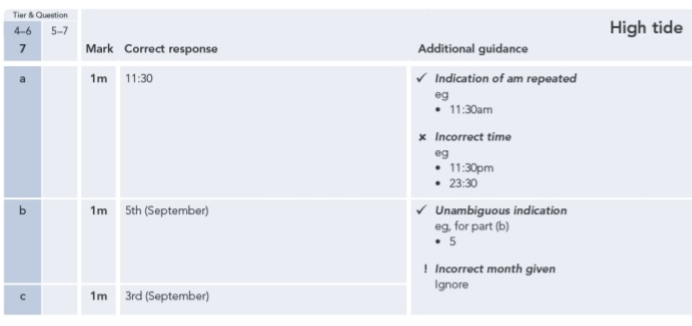 Tier & Question
4–6 5–7
7
High tide
Mark Correct response Additional guidance
a 1m 11:30
✓ Indication of am repeated
eg
• 11:30am
× Incorrect time
eg
• 11:30pm
• 23:30
b 1m 5th (September)
✓ Unambiguous indication
eg, for part (b)
• 5
! Incorrect month given
Ignore
c 1m 3rd (September)